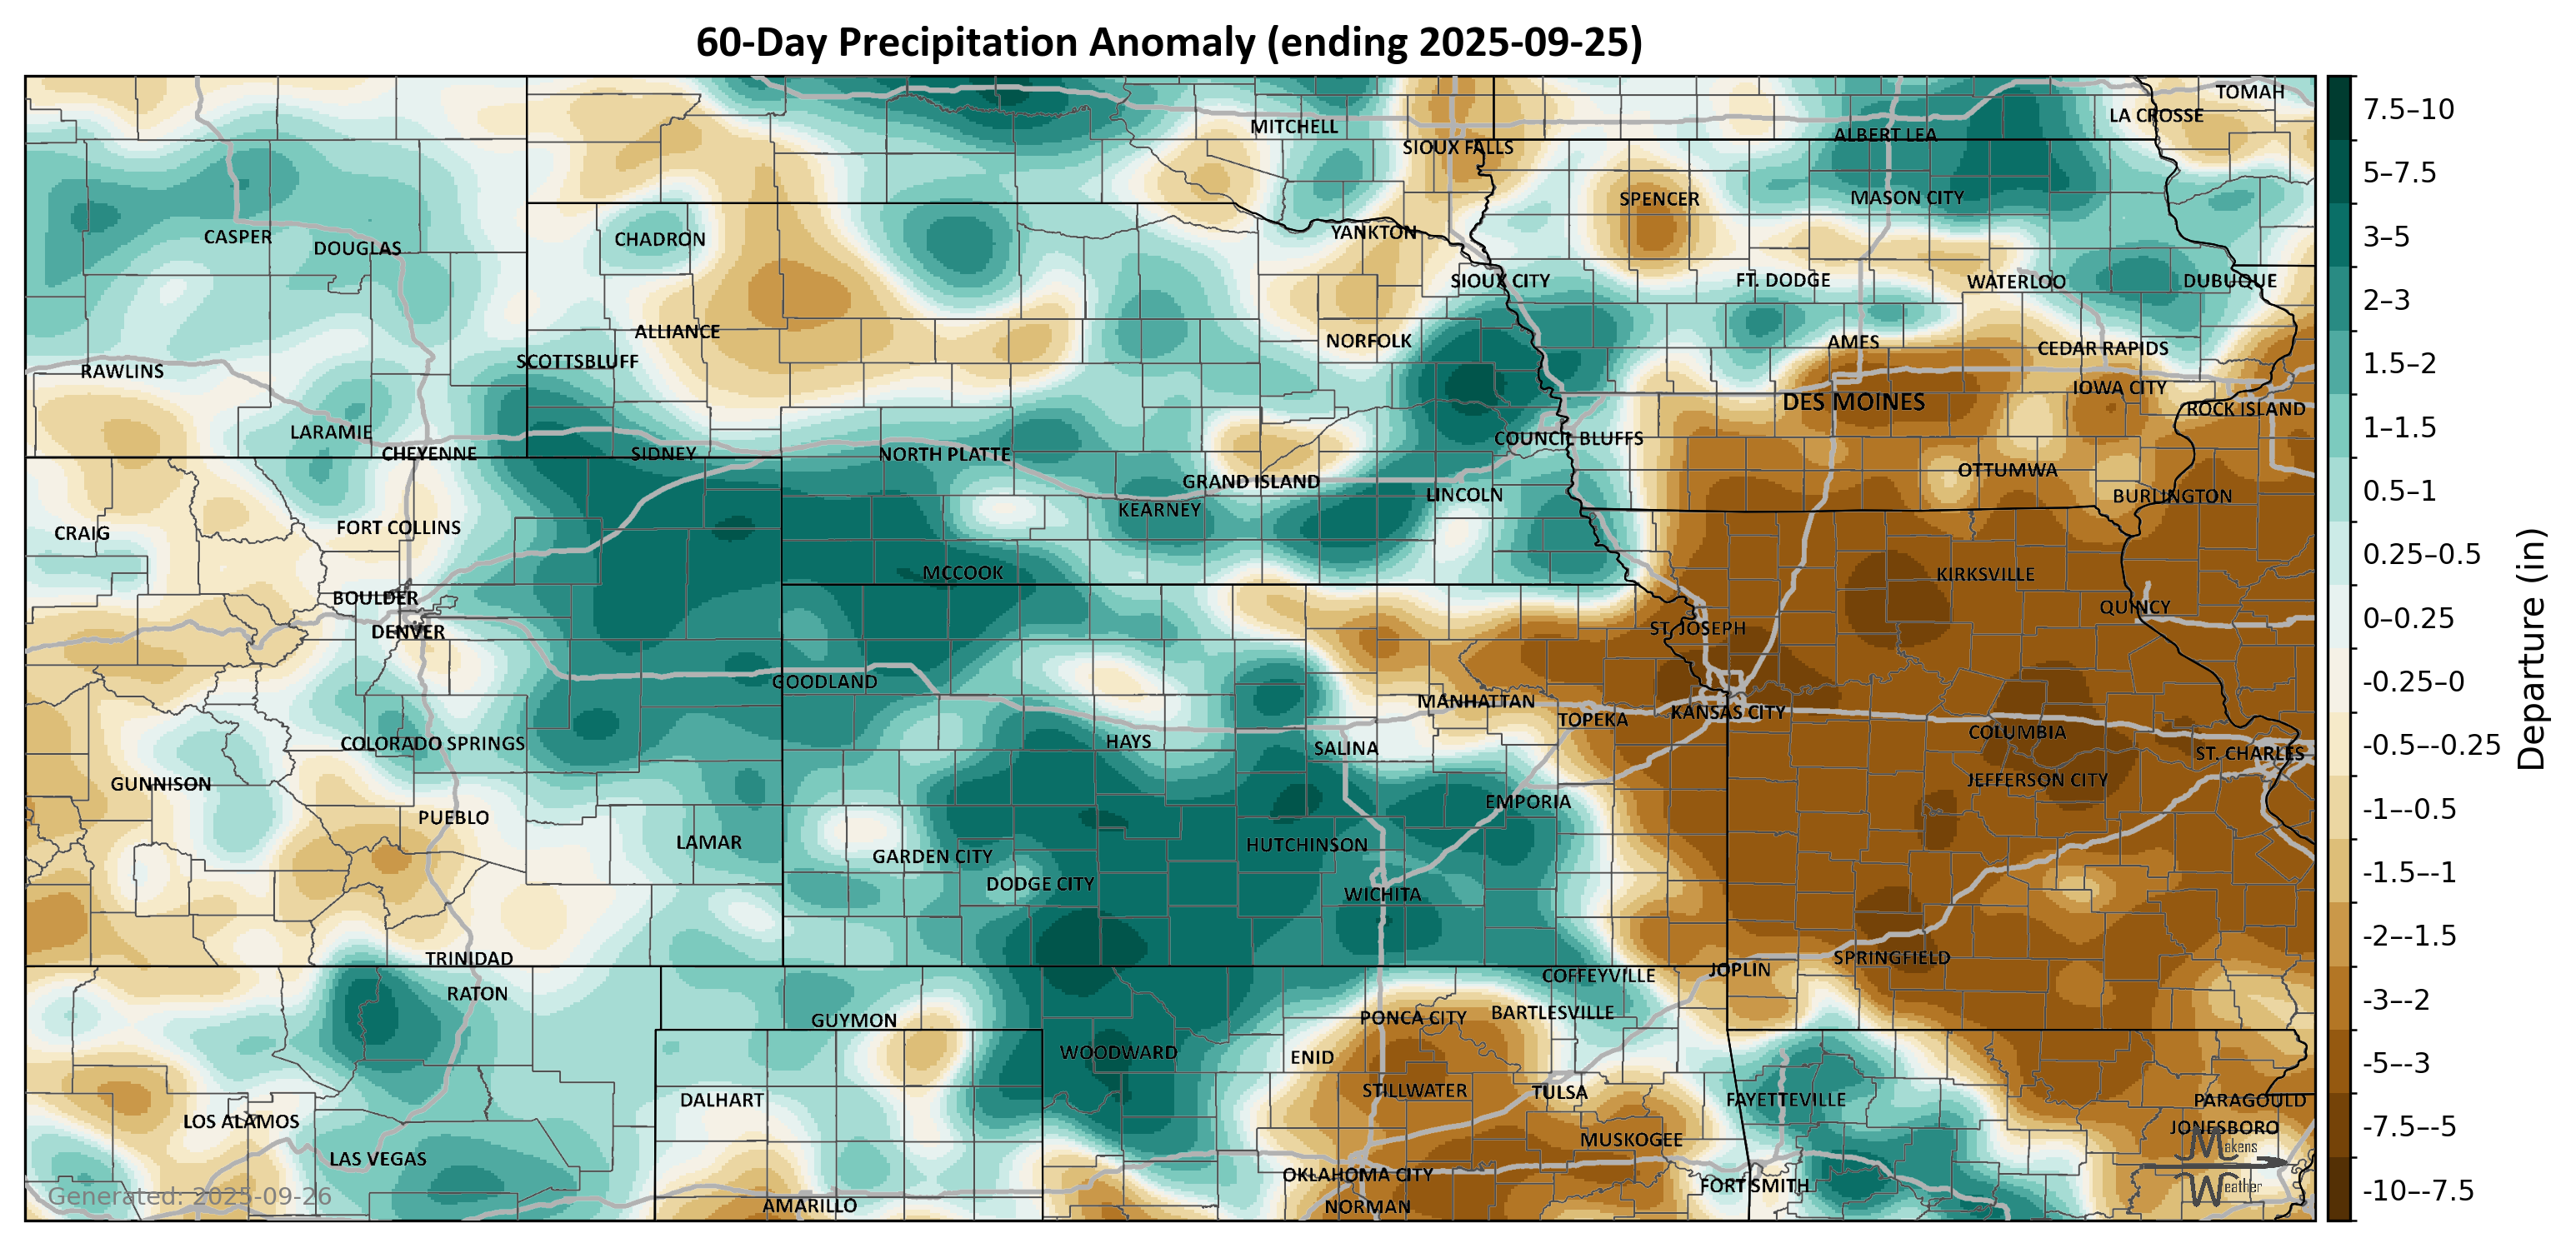 60-Day Precipitation Anomaly (ending 2025-09-25)
TOMAH
LA CROSSE
MITCHELL
ALBERT LEA
SIOUX FALLS
SPENCER
MASON CITY
CASPER
CHADRON
YANKTON
DOUGLAS
SIOUX CITY
FT. DODGE
WATERLOO
DUBUQUE
ALLIANCE
NORFOLK
AMES
CEDAR RAPIDS
SCOTTSBLUFF
RAWLINS
IOWA CITY
DES MOINES
ROCK ISLAND
LARAMIE
COUNCIL BLUFFS
CHEYENNE
SIDNEY
NORTH PLATTE
OTTUMWA
GRAND ISLAND
LINCOLN
BURLINGTON
KEARNEY
CRAIG
FORT COLLINS
MCCOOK
KIRKSVILLE
BOULDER
QUINCY
DENVER
ST. JOSEPH
GOODLAND
MANHATTAN
TOPEKA
KANSAS CITY
COLUMBIA
COLORADO SPRINGS
HAYS
SALINA
ST. CHARLES
GUNNISON
JEFFERSON CITY
EMPORIA
PUEBLO
LAMAR
HUTCHINSON
GARDEN CITY
DODGE CITY
WICHITA
TRINIDAD
SPRINGFIELD
JOPLIN
COFFEYVILLE
RATON
BARTLESVILLE
GUYMON
PONCA CITY
WOODWARD
ENID
STILLWATER
TULSA
DALHART
FAYETTEVILLE
PARAGOULD
LOS ALAMOS
JONESBORO
MUSKOGEE
LAS VEGAS
OKLAHOMA CITY
FORT SMITH
AMARILLO
NORMAN
Makens
Weather
Generated: 2025-09-26
7.5–10
5–7.5
3–5
2–3
1.5–2
1–1.5
0.5–1
0.25–0.5
0–0.25
-0.25–0
-0.5–-0.25
-1–-0.5
-1.5–-1
-2–-1.5
-3–-2
-5–-3
-7.5–-5
-10–-7.5
Departure (in)